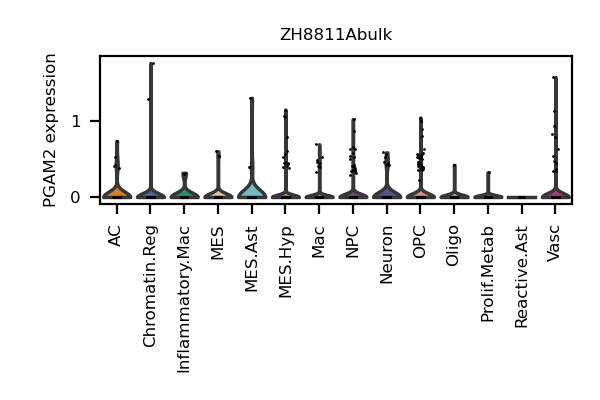 ZH8811Abulk
PGAM2 expression
1
0
AC
Chromatin.Reg
Inflammatory.Mac
MES
MES.Ast
MES.Hyp
Mac
NPC
Neuron
OPC
Oligo
Prolif.Metab
Reactive.Ast
Vasc